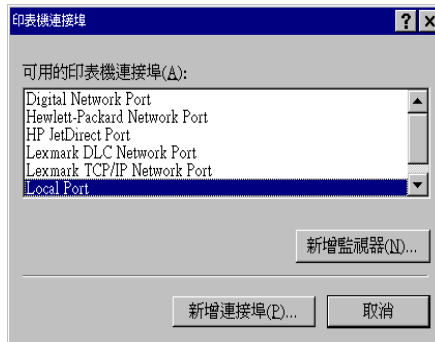 印表機連接埠
可用的印表機連接埠(A):
Digital Network Port
Hewlett-Packard Network Port
HP JetDirect Port
Lexmark DLC Network Port
Lexmark TCP/IP Network Port
Local Port
新增監視器(N)...
新增連接埠(P)...
取消